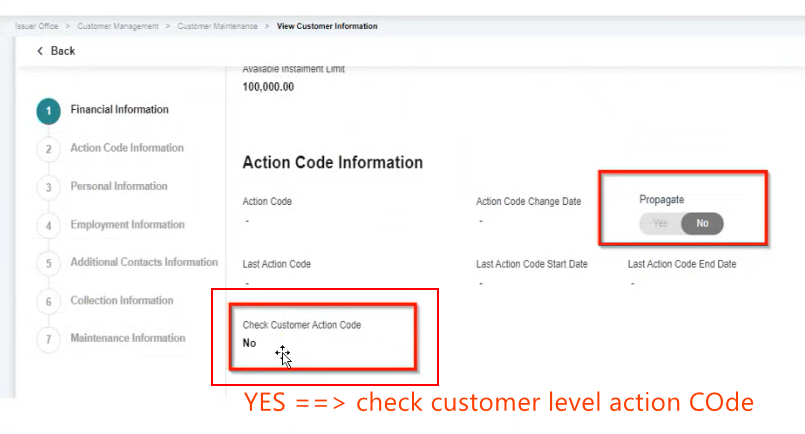 Issuer Office > Customer Management > Customer Maintenance > View Customer Information
< Back
Available Instalment Limit
100,000.00
1 Financial Information
2 Action Code Information
3 Personal Information
4 Employment Information
5 Additional Contacts Information
6 Collection Information
7 Maintenance Information
Action Code Information
Action Code Action Code Change Date Propagate
- - Yes No
Last Action Code Last Action Code Start Date Last Action Code End Date
- - -
Check Customer Action Code
No
YES ==> check customer level action COde